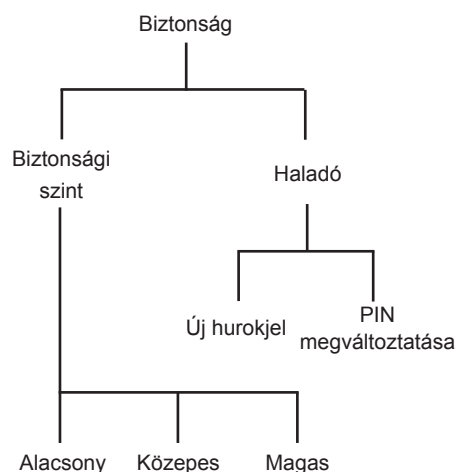 Biztonság
Biztonsági
szint
Haladó
Új hurokjel
PIN
megváltoztatása
Alacsony
Közepes
Magas